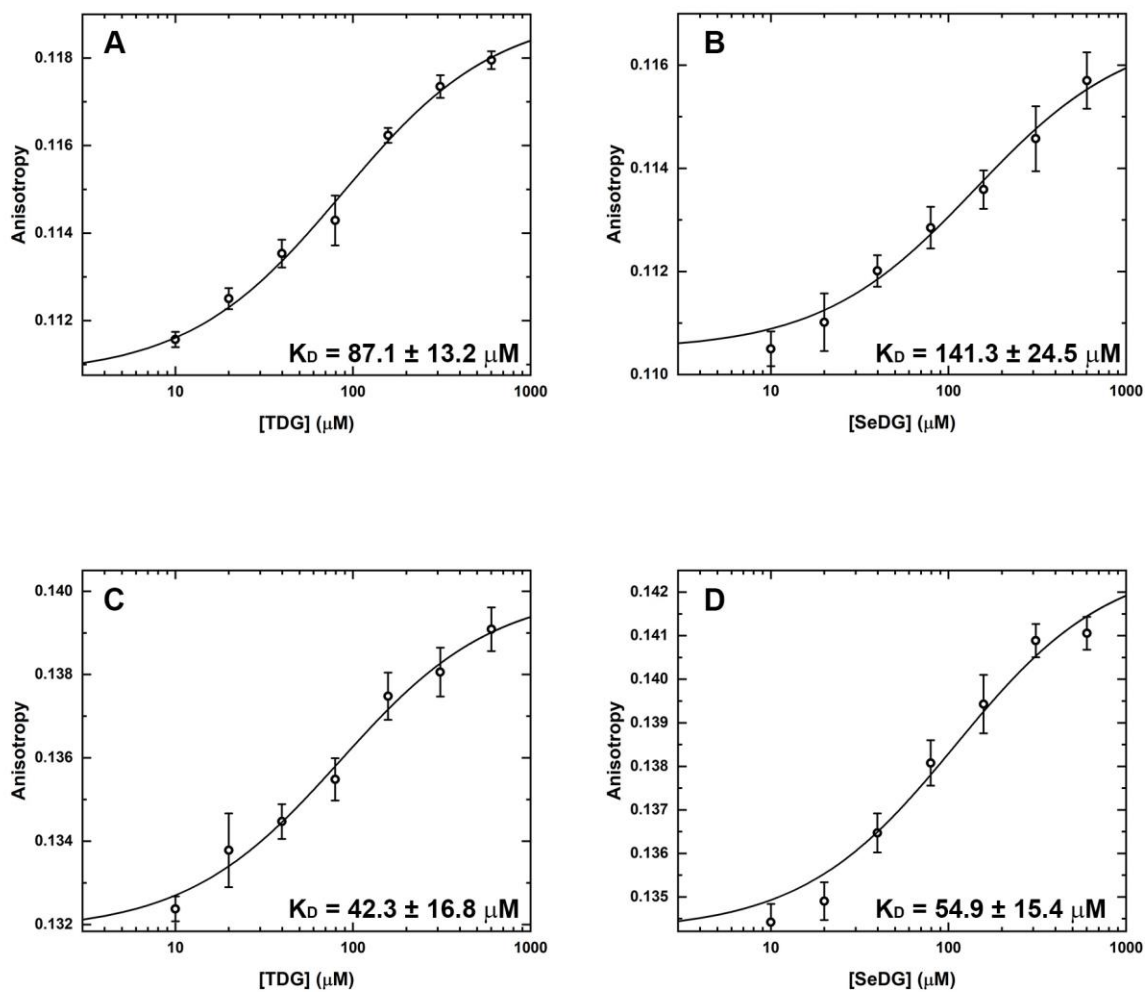 A
Anisotropy
0.118
0.116
0.114
0.112
10
100
1000
[TDG] (μM)
KD = 87.1 ± 13.2 μM
B
Anisotropy
0.116
0.114
0.112
0.110
10
100
1000
[SeDG] (μM)
KD = 141.3 ± 24.5 μM
C
Anisotropy
0.140
0.138
0.136
0.134
0.132
10
100
1000
[TDG] (μM)
KD = 42.3 ± 16.8 μM
D
Anisotropy
0.142
0.141
0.140
0.139
0.138
0.137
0.136
0.135
10
100
1000
[SeDG] (μM)
KD = 54.9 ± 15.4 μM